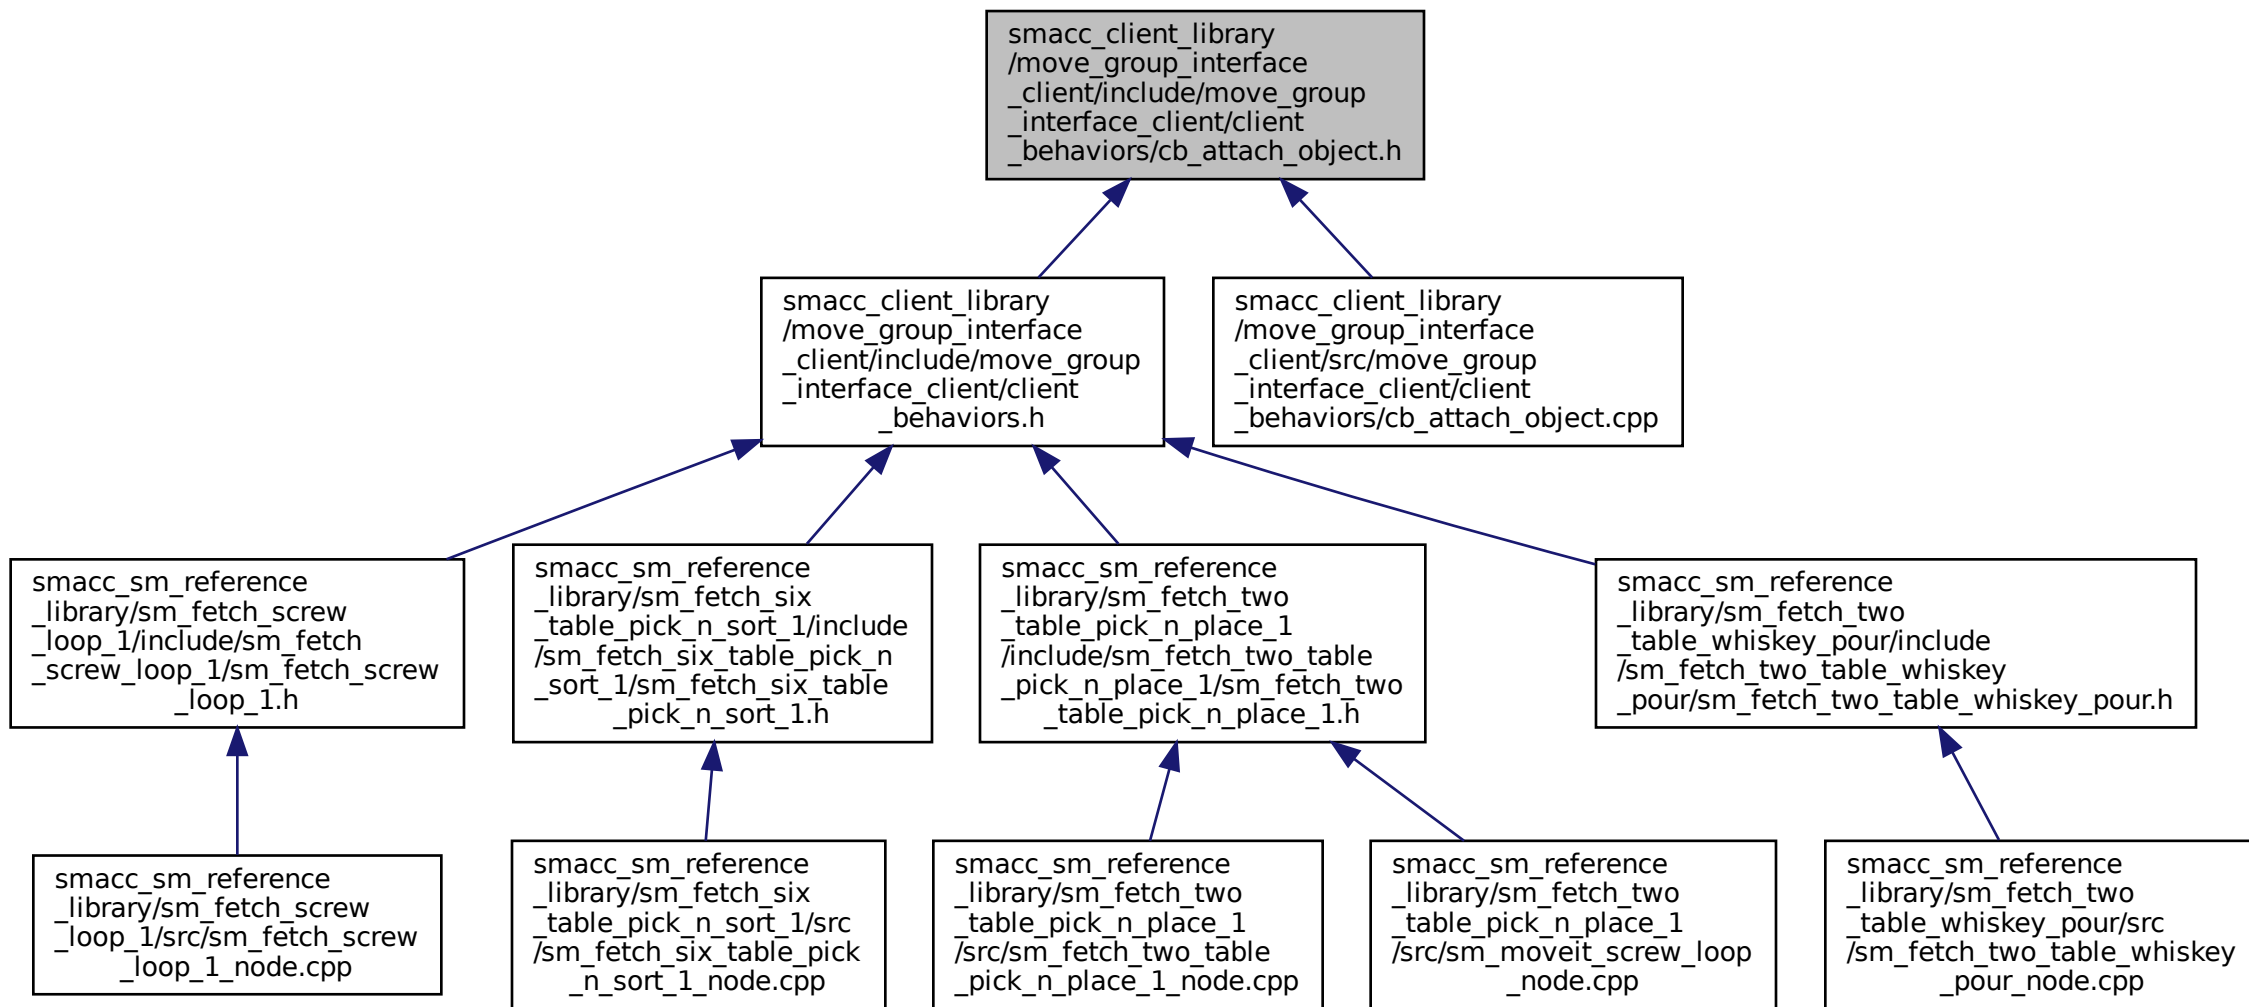 smacc_client_library
/move_group_interface
_client/include/move_group
_interface_client/client
_behaviors/cb_attach_object.h
smacc_client_library
/move_group_interface
_client/include/move_group
_interface_client/client
_behaviors.h
smacc_client_library
/move_group_interface
_client/src/move_group
_interface_client/client
_behaviors/cb_attach_object.cpp
smacc_sm_reference
_library/sm_fetch_screw
_loop_1/include/sm_fetch
_screw_loop_1/sm_fetch_screw
_loop_1.h
smacc_sm_reference
_library/sm_fetch_six
_table_pick_n_sort_1/include
/sm_fetch_six_table_pick_n
_sort_1/sm_fetch_six_table
_pick_n_sort_1.h
smacc_sm_reference
_library/sm_fetch_two
_table_pick_n_place_1
/include/sm_fetch_two_table
_pick_n_place_1/sm_fetch_two
_table_pick_n_place_1.h
smacc_sm_reference
_library/sm_fetch_two
_table_whiskey_pour/include
/sm_fetch_two_table_whiskey
_pour/sm_fetch_two_table_whiskey_pour.h
smacc_sm_reference
_library/sm_fetch_screw
_loop_1/src/sm_fetch_screw
_loop_1_node.cpp
smacc_sm_reference
_library/sm_fetch_six
_table_pick_n_sort_1/src
/sm_fetch_six_table_pick
_n_sort_1_node.cpp
smacc_sm_reference
_library/sm_fetch_two
_table_pick_n_place_1
/src/sm_fetch_two_table
_pick_n_place_1_node.cpp
smacc_sm_reference
_library/sm_fetch_two
_table_pick_n_place_1
/src/sm_moveit_screw_loop
_node.cpp
smacc_sm_reference
_library/sm_fetch_two
_table_whiskey_pour/src
/sm_fetch_two_table_whiskey
_pour_node.cpp